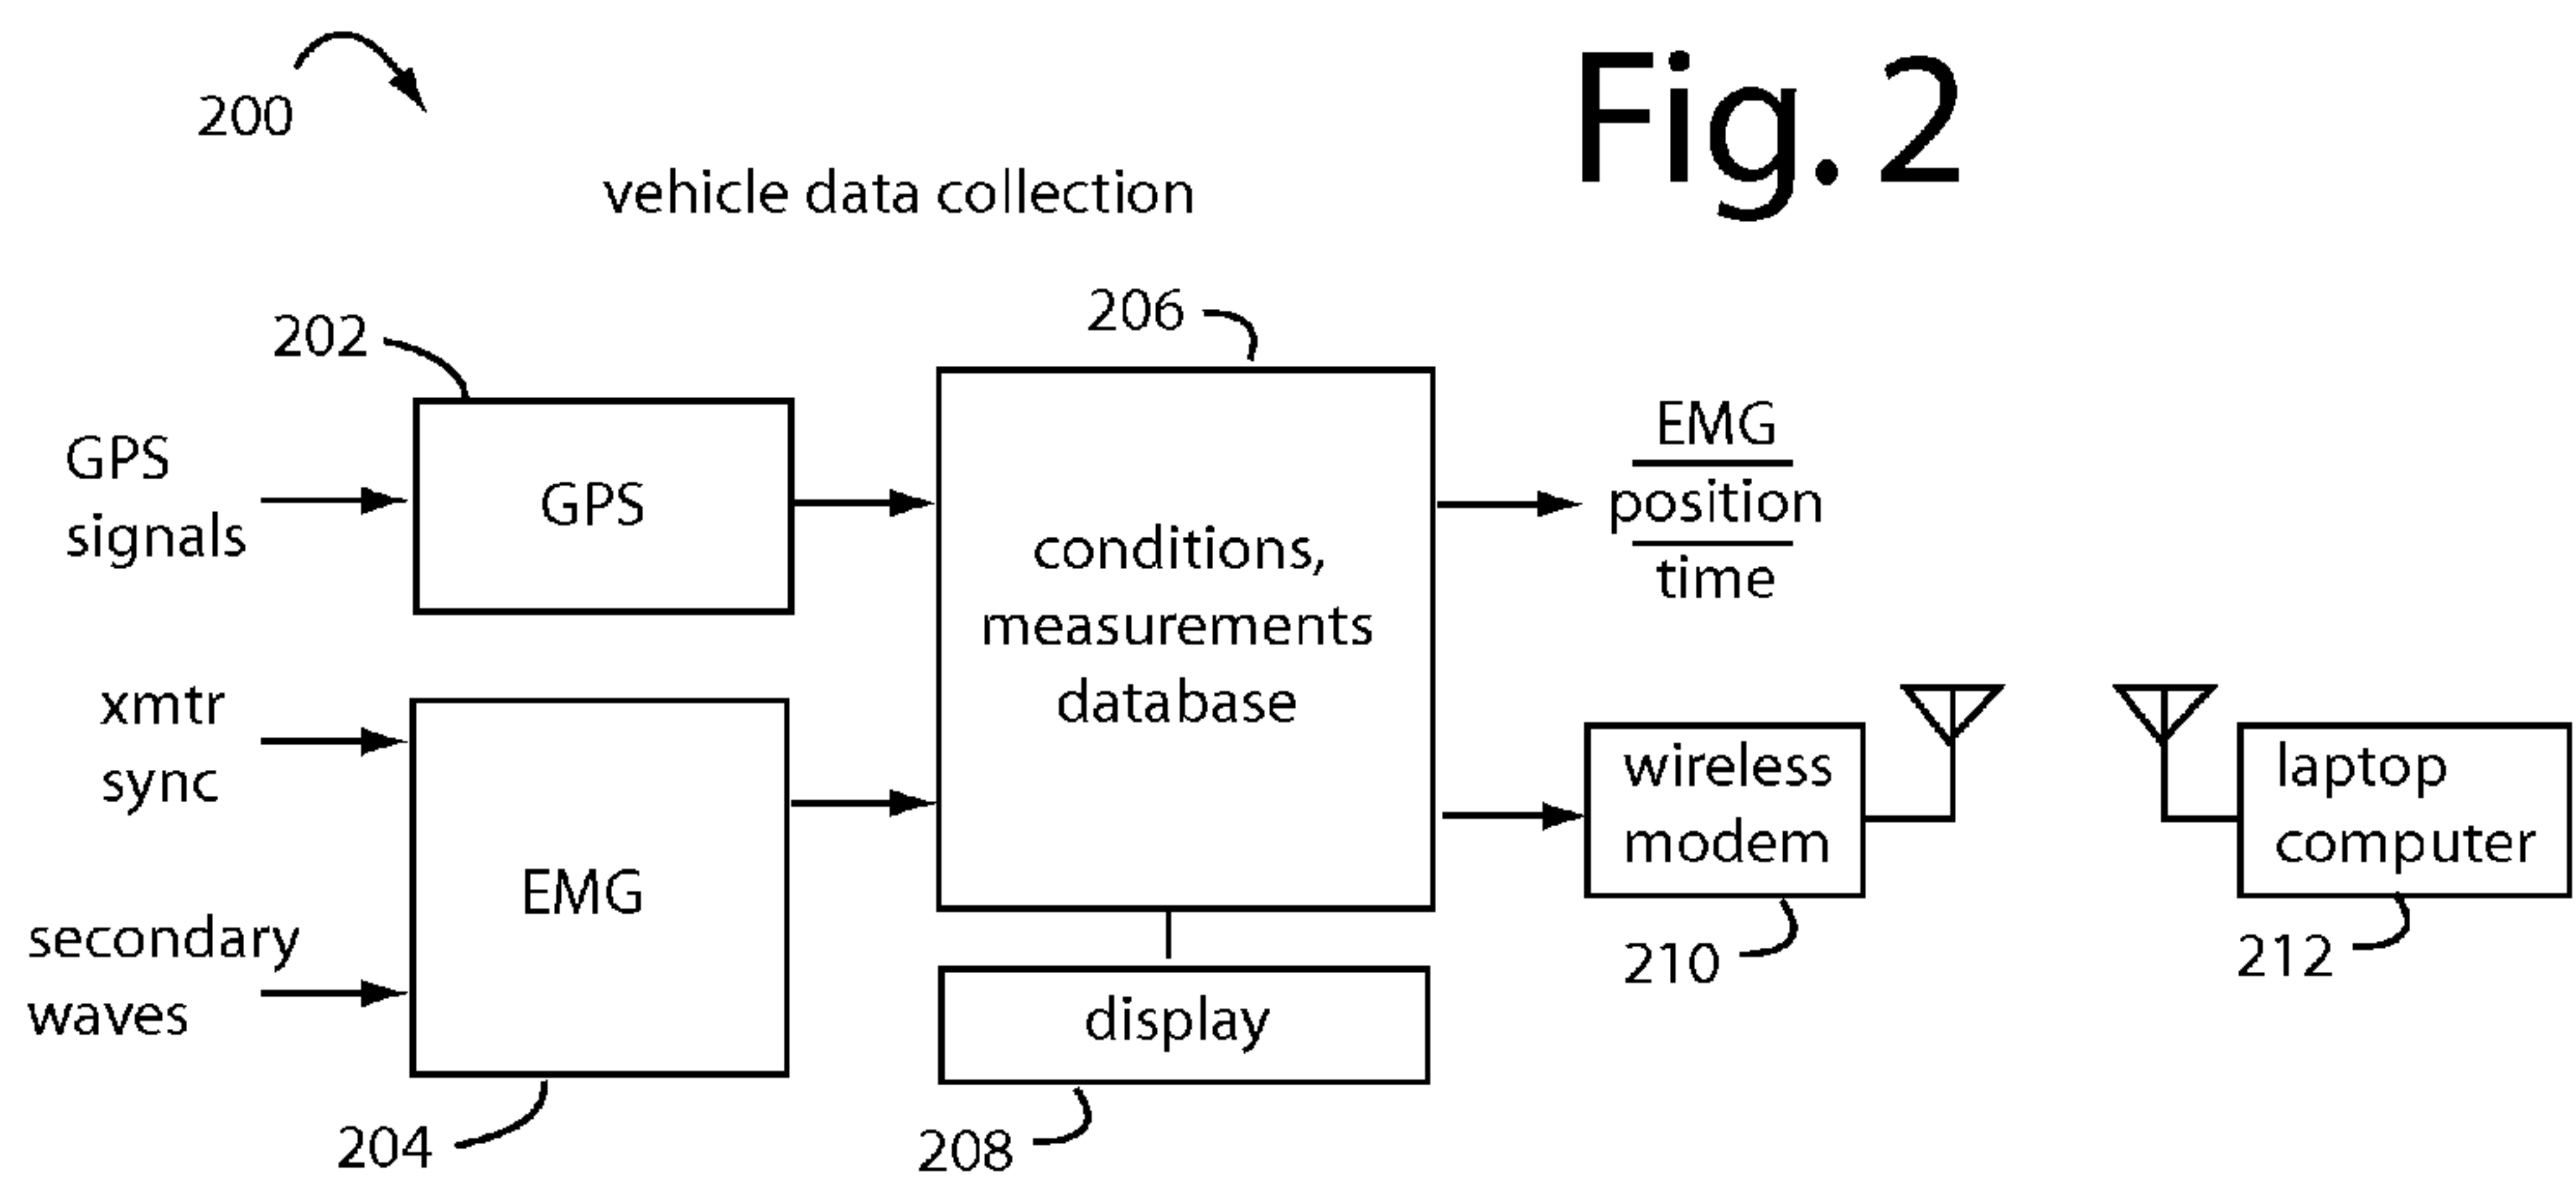 200
Fig. 2
vehicle data collection
202
206
GPS
signals
GPS
conditions,
measurements
database
EMG
position
time
xmtr
sync
secondary
waves
EMG
204
display
208
wireless
modem
210
laptop
computer
212